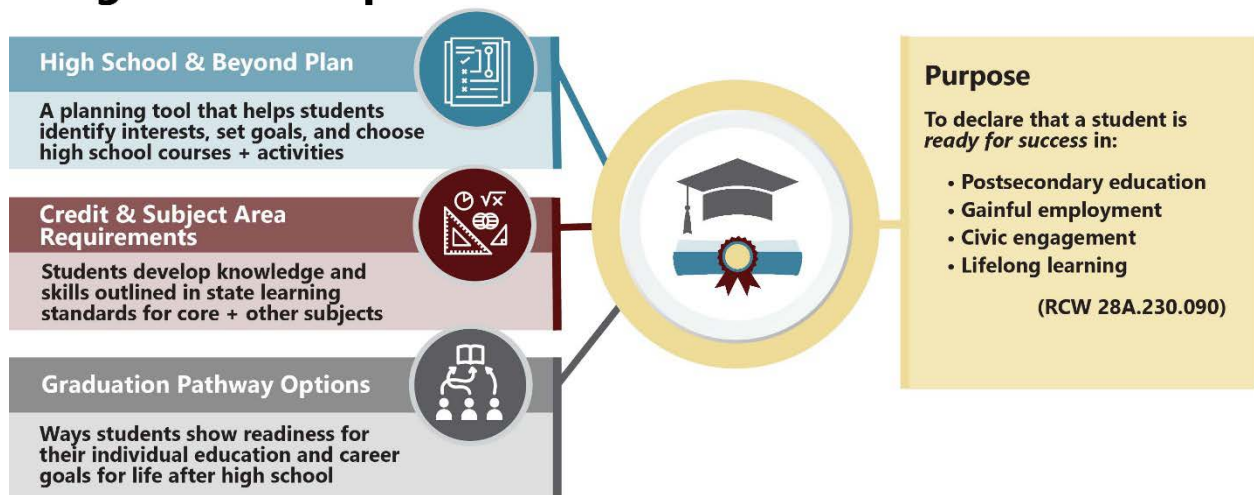 High School & Beyond Plan
A planning tool that helps students
identify interests, set goals, and choose
high school courses + activities
Credit & Subject Area
Requirements
Students develop knowledge and
skills outlined in state learning
standards for core + other subjects
Graduation Pathway Options
Ways students show readiness for
their individual education and career
goals for life after high school
Purpose
To declare that a student is
ready for success in:
• Postsecondary education
• Gainful employment
• Civic engagement
• Lifelong learning
(RCW 28A.230.090)